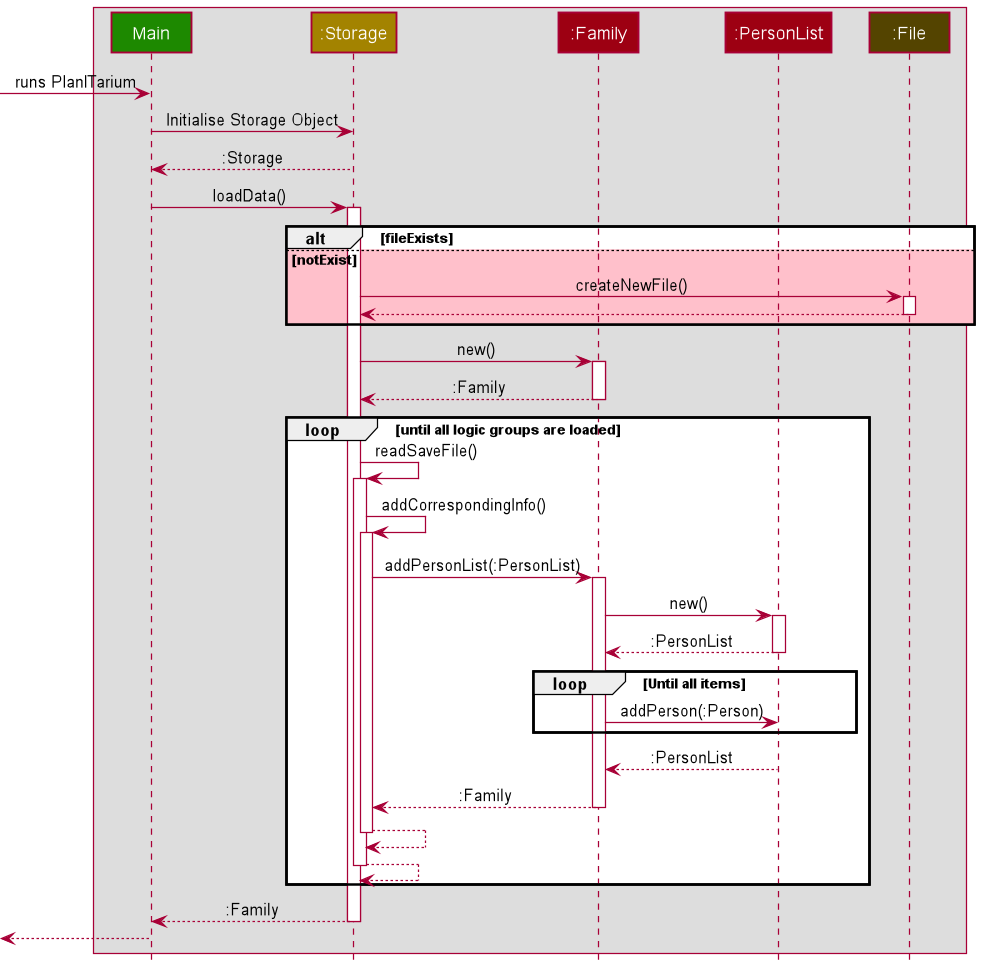 Main
:Storage
:Family
:PersonList
:File
runs PlanITarium
Initialise Storage Object
:Storage
loadData()
alt
[fileExists]
[notExist]
createNewFile()
new()
:Family
loop
[until all logic groups are loaded]
readSaveFile()
addCorrespondingInfo()
addPersonList(:PersonList)
new()
:PersonList
loop
[Until all items]
addPerson(:Person)
:PersonList
:Family
:Family